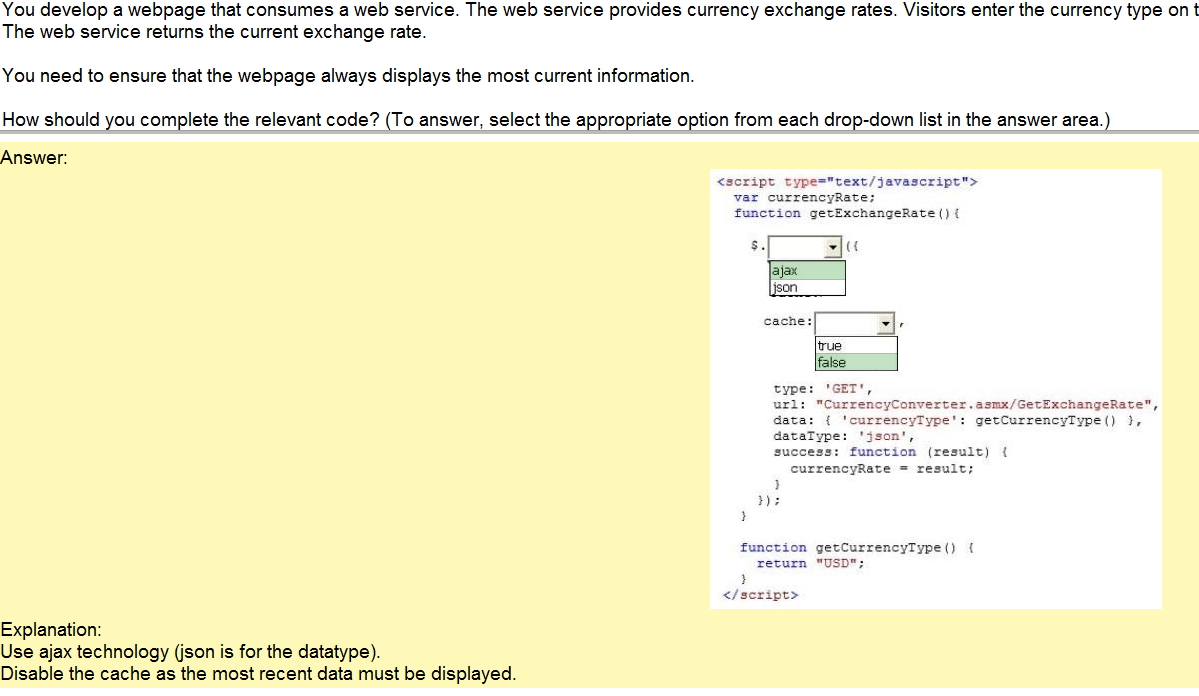 You develop a webpage that consumes a web service. The web service provides currency exchange rates. Visitors enter the currency type on t
The web service returns the current exchange rate.
You need to ensure that the webpage always displays the most current information.
How should you complete the relevant code? (To answer, select the appropriate option from each drop-down list in the answer area.)
Answer:
<script type="text/javascript">
var currencyRate;
function getExchangeRate(){
$. ({
ajax
json
cache: ,
true
false
type: 'GET',
url: "CurrencyConverter.asmx/GetExchangeRate",
data: { 'currencyType': getCurrencyType() },
dataType: 'json',
success: function (result) {
currencyRate = result;
}
});
}
function getCurrencyType() {
return "USD";
}
</script>
Explanation:
Use ajax technology (json is for the datatype).
Disable the cache as the most recent data must be displayed.